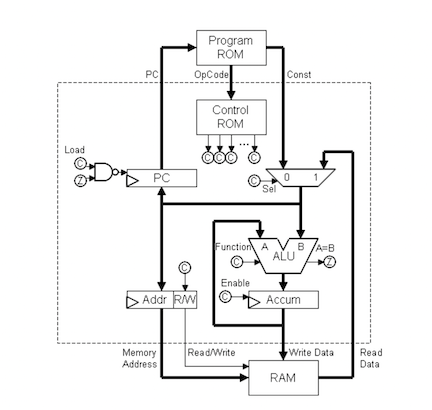 Program
ROM
PC
OpCode
Const
Control
ROM
Load
C
Z
PC
C C C ... C
C
Sel
0 1
Function
C
A
B
ALU
A=B
Z
C
Enable
C
Addr
R/W
Accum
Memory
Address
Read/Write
Write Data
Read
Data
RAM